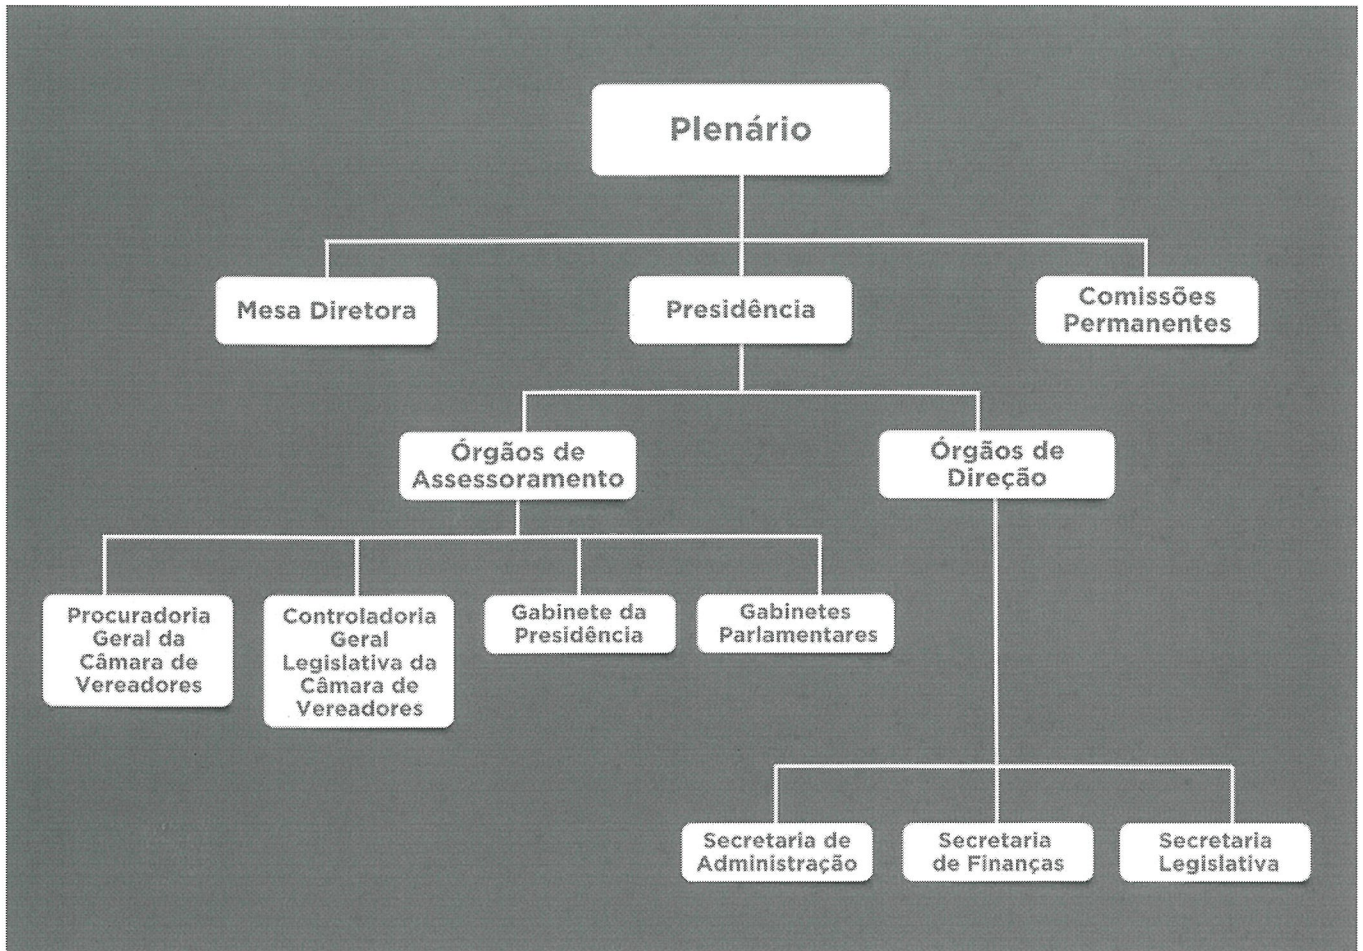 Plenário
Mesa Diretora
Presidência
Comissões
Permanentes
Órgãos de
Assessoramento
Órgãos de
Direção
Procuradoria
Geral da
Câmara de
Vereadores
Controladoria
Geral
Legislativa da
Câmara de
Vereadores
Gabinete da
Presidência
Gabinetes
Parlamentares
Secretaria de
Administração
Secretaria
de Finanças
Secretaria
Legislativa